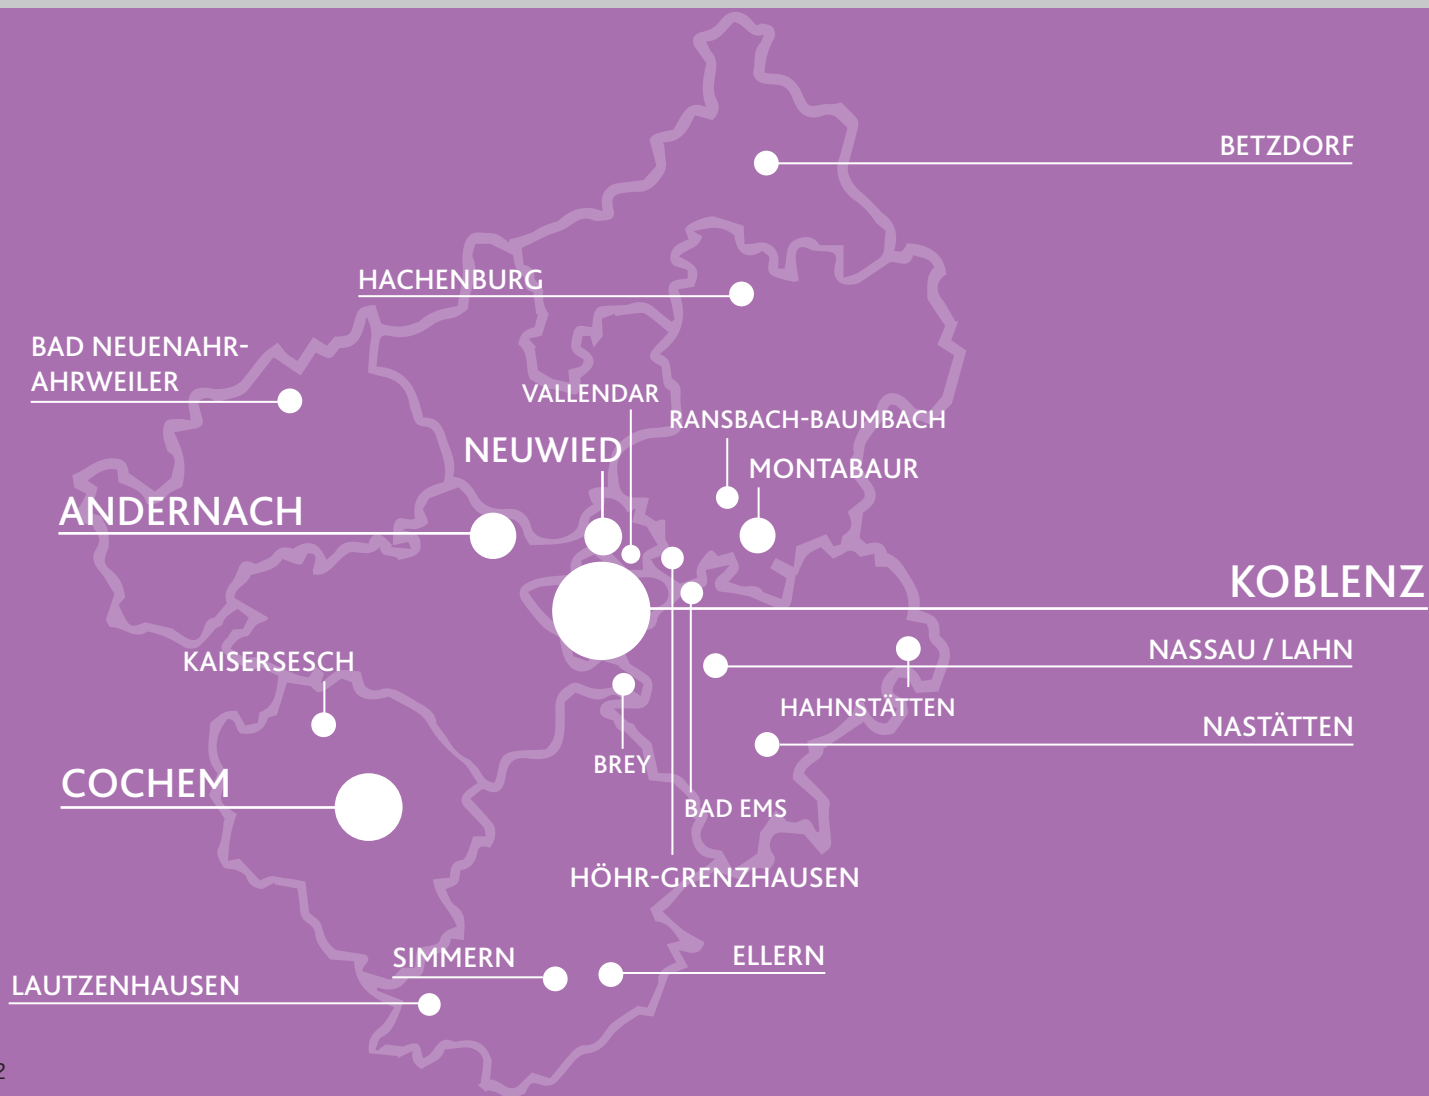 BETZDORF
HACHENBURG
BAD NEUENAHR-
AHRWEILER
VALLENDAR
RANSBACH-BAUMBACH
NEUWIED
MONTABAUR
ANDERNACH
KOBLENZ
NASSAU / LAHN
KAISERSESCH
HAHNSTÄTTEN
NASTÄTTEN
BREY
COCHEM
BAD EMS
HÖHR-GRENZHAUSEN
ELLERN
SIMMERN
LAUTZENHAUSEN
2